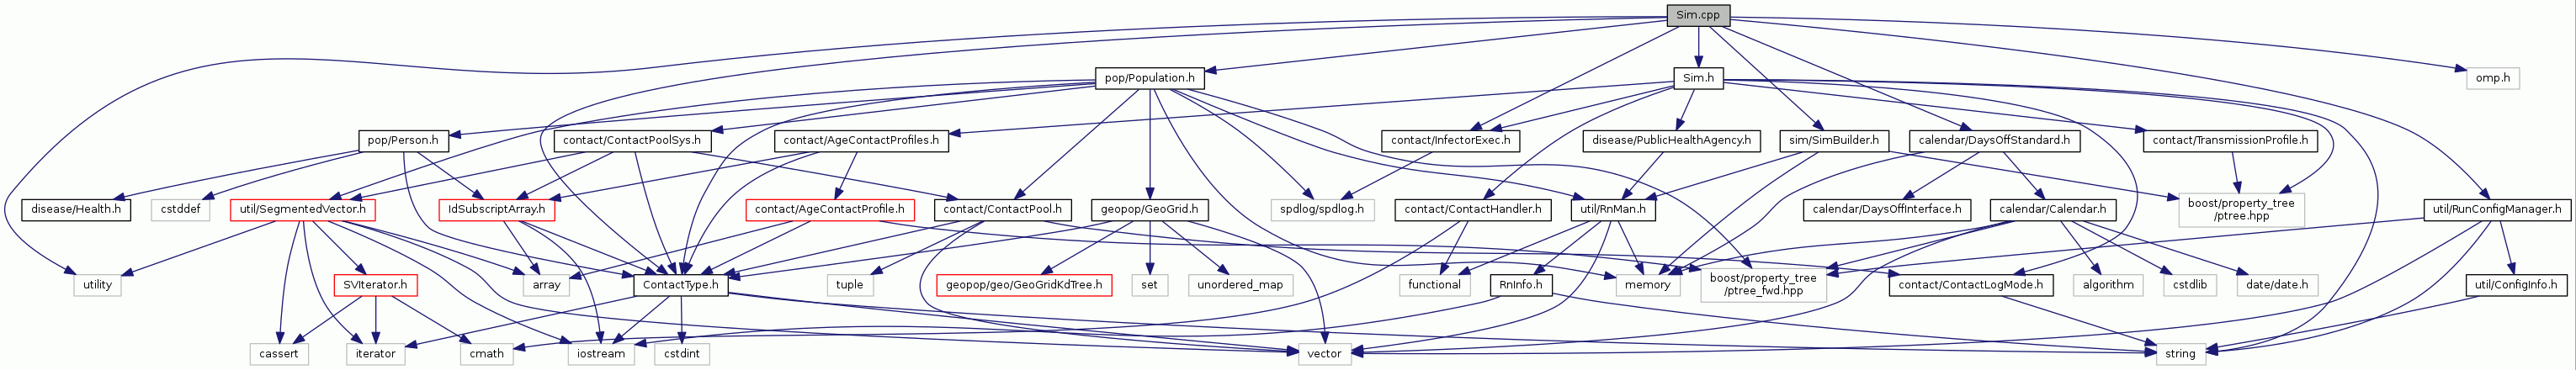 Sim.cpp
pop/Population.h
Sim.h
omp.h
pop/Person.h
contact/ContactPoolSys.h
contact/AgeContactProfiles.h
contact/InfectorExec.h
disease/PublicHealthAgency.h
sim/SimBuilder.h
calendar/DaysOffStandard.h
contact/TransmissionProfile.h
disease/Health.h
cstddef
util/SegmentedVector.h
IdSubscriptArray.h
contact/AgeContactProfile.h
contact/ContactPool.h
geopop/GeoGrid.h
spdlog/spdlog.h
contact/ContactHandler.h
util/RnMan.h
calendar/DaysOffInterface.h
calendar/Calendar.h
boost/property_tree
/ptree.hpp
util/RunConfigManager.h
utility
SVIterator.h
array
ContactType.h
tuple
geopop/geo/GeoGridKdTree.h
set
unordered_map
functional
RnInfo.h
memory
boost/property_tree
/ptree_fwd.hpp
contact/ContactLogMode.h
algorithm
cstdlib
date/date.h
util/ConfigInfo.h
cassert
iterator
cmath
iostream
cstdint
vector
string